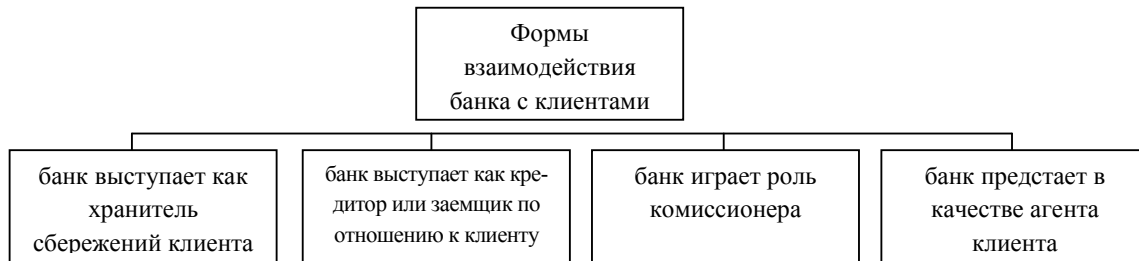 Формы
взаимодействия
банка с клиентами
банк выступает как
хранитель
сбережений клиента
банк выступает как кре-
дитор или заемщик по
отношению к клиенту
банк играет роль
комиссионера
банк предстает в
качестве агента
клиента